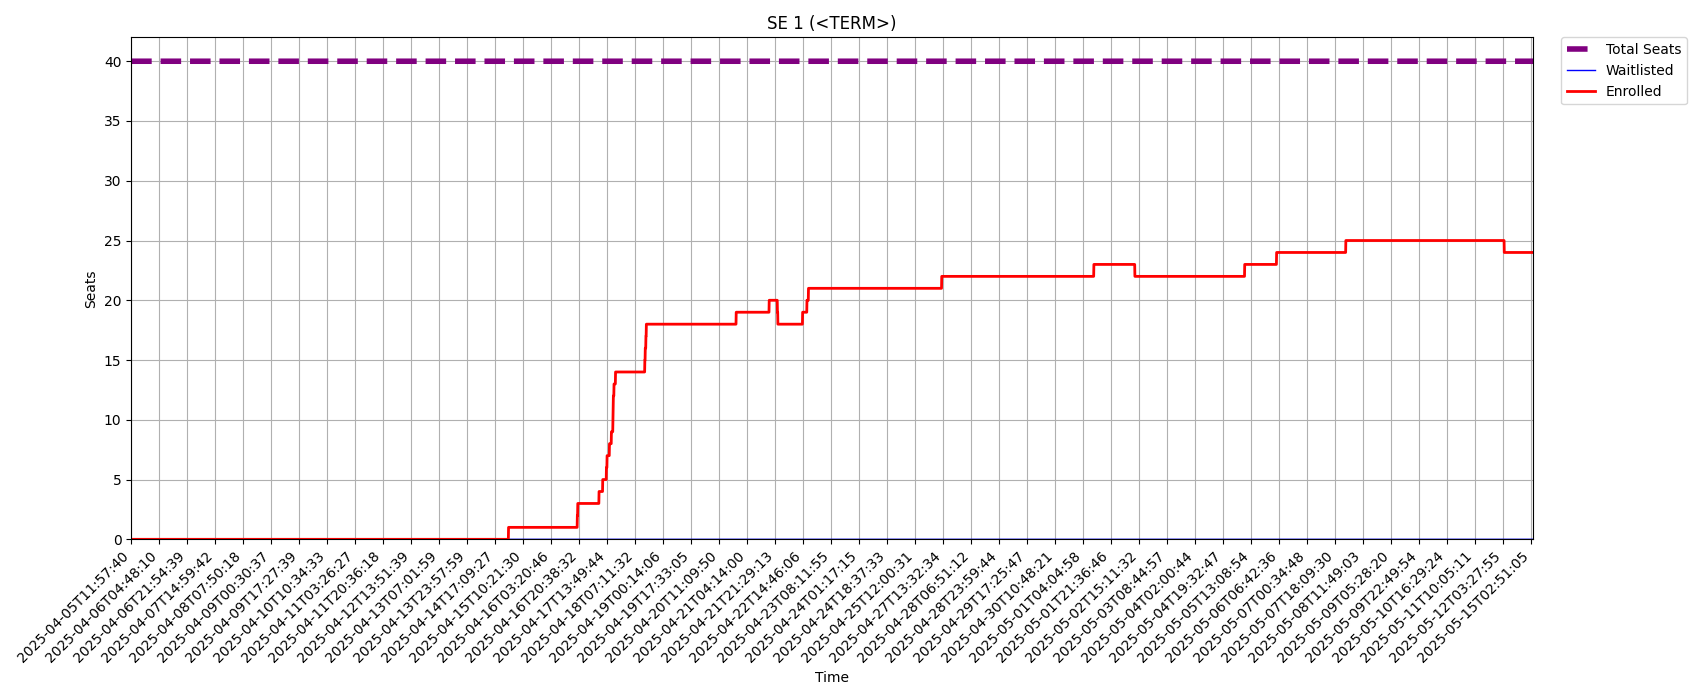 SE 1 (<TERM>)
Total Seats
Waitlisted
Enrolled
40
35
30
25
20
15
10
5
0
Seats
2025-04-05T11:57:40
2025-04-06T04:48:10
2025-04-06T21:54:39
2025-04-07T14:59:42
2025-04-08T07:50:18
2025-04-09T00:30:37
2025-04-09T17:27:39
2025-04-10T10:34:33
2025-04-11T03:26:27
2025-04-11T20:36:18
2025-04-12T13:51:39
2025-04-13T07:01:59
2025-04-13T23:57:59
2025-04-14T17:09:27
2025-04-15T10:21:30
2025-04-16T03:20:46
2025-04-16T20:38:32
2025-04-17T13:49:44
2025-04-18T07:11:32
2025-04-19T00:14:06
2025-04-19T17:33:05
2025-04-20T11:09:50
2025-04-21T04:14:00
2025-04-21T21:29:13
2025-04-22T14:46:06
2025-04-23T08:11:55
2025-04-24T01:17:15
2025-04-24T18:37:33
2025-04-25T12:00:31
2025-04-27T13:32:34
2025-04-28T06:51:12
2025-04-28T23:59:44
2025-04-29T17:25:47
2025-04-30T10:48:21
2025-05-01T04:04:58
2025-05-01T21:36:46
2025-05-02T15:11:32
2025-05-03T08:44:57
2025-05-04T02:00:44
2025-05-04T19:32:47
2025-05-05T13:08:54
2025-05-06T06:42:36
2025-05-07T00:34:48
2025-05-07T18:09:30
2025-05-08T11:49:03
2025-05-09T05:28:20
2025-05-09T22:49:54
2025-05-10T16:29:24
2025-05-11T10:05:11
2025-05-12T03:27:55
2025-05-15T02:51:05
Time